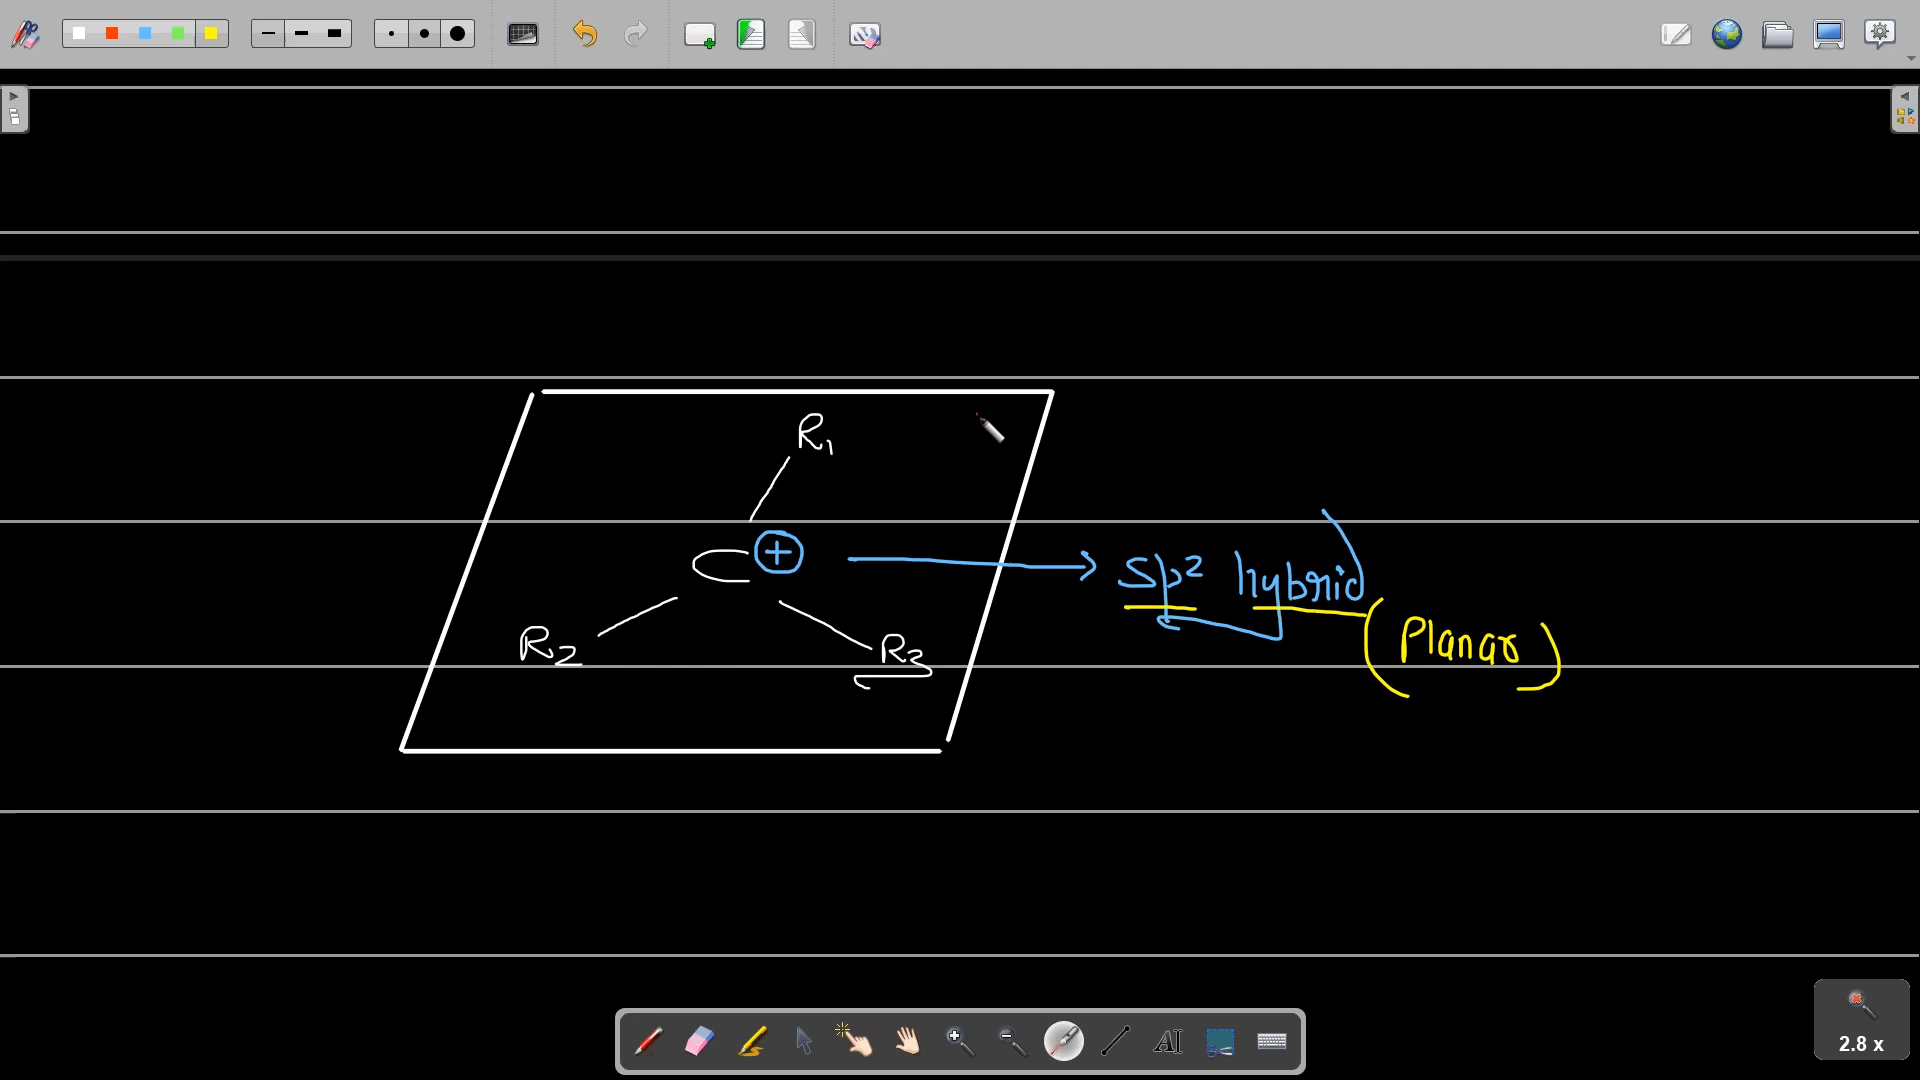 R1
C⊕ → sp² hybrid
R2 R3
(Planar)
2.8 x